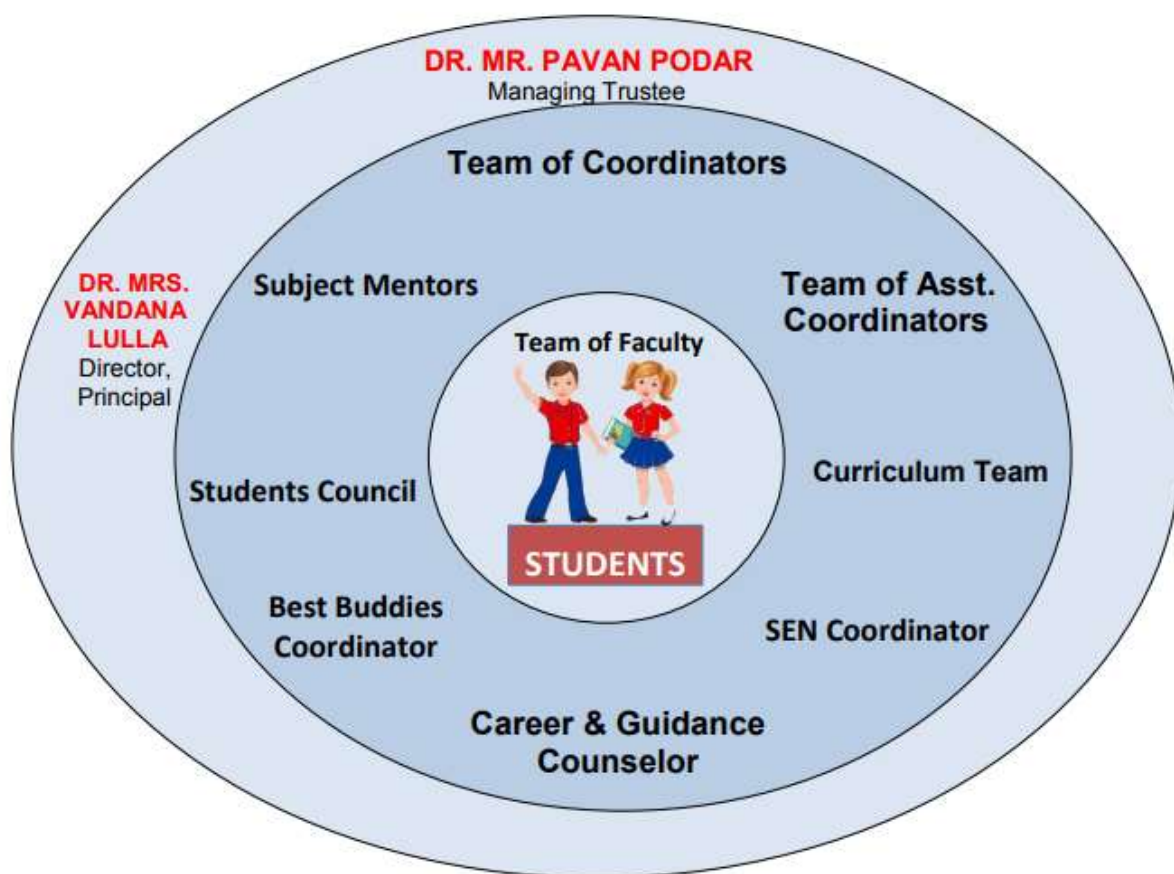 DR. MR. PAVAN PODAR
Managing Trustee
Team of Coordinators
DR. MRS.
VANDANA
LULLA
Director,
Principal
Subject Mentors
Team of Asst.
Coordinators
Team of Faculty
Students Council
Curriculum Team
STUDENTS
Best Buddies
Coordinator
SEN Coordinator
Career & Guidance
Counselor